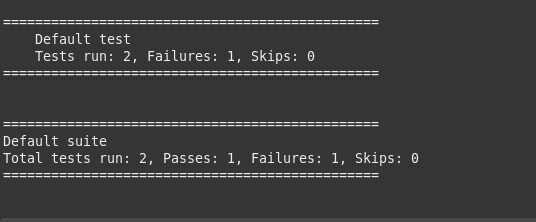 ===============================================
    Default test
    Tests run: 2, Failures: 1, Skips: 0
===============================================
===============================================
Default suite
Total tests run: 2, Passes: 1, Failures: 1, Skips: 0
===============================================